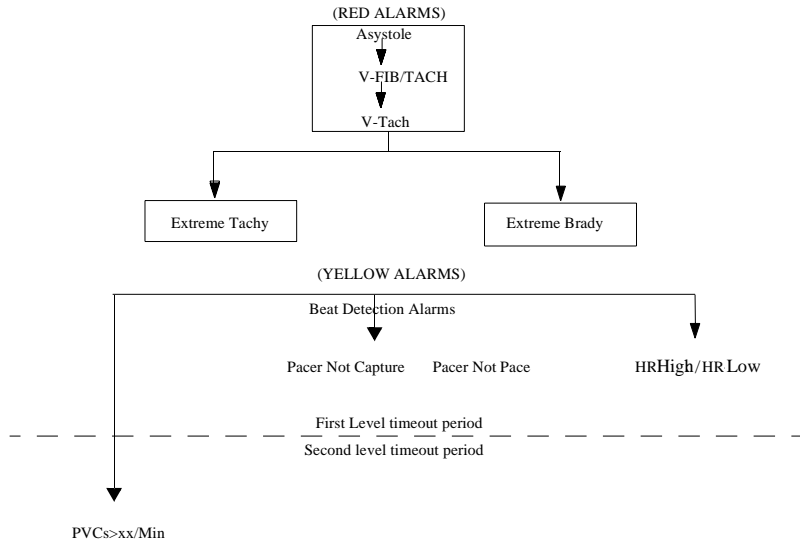 (RED ALARMS)
Asystole
V-FIB/TACH
V-Tach
Extreme Tachy
Extreme Brady
(YELLOW ALARMS)
Beat Detection Alarms
Pacer Not Capture
Pacer Not Pace
HRHigh/HR Low
First Level timeout period
Second level timeout period
PVCs>xx/Min